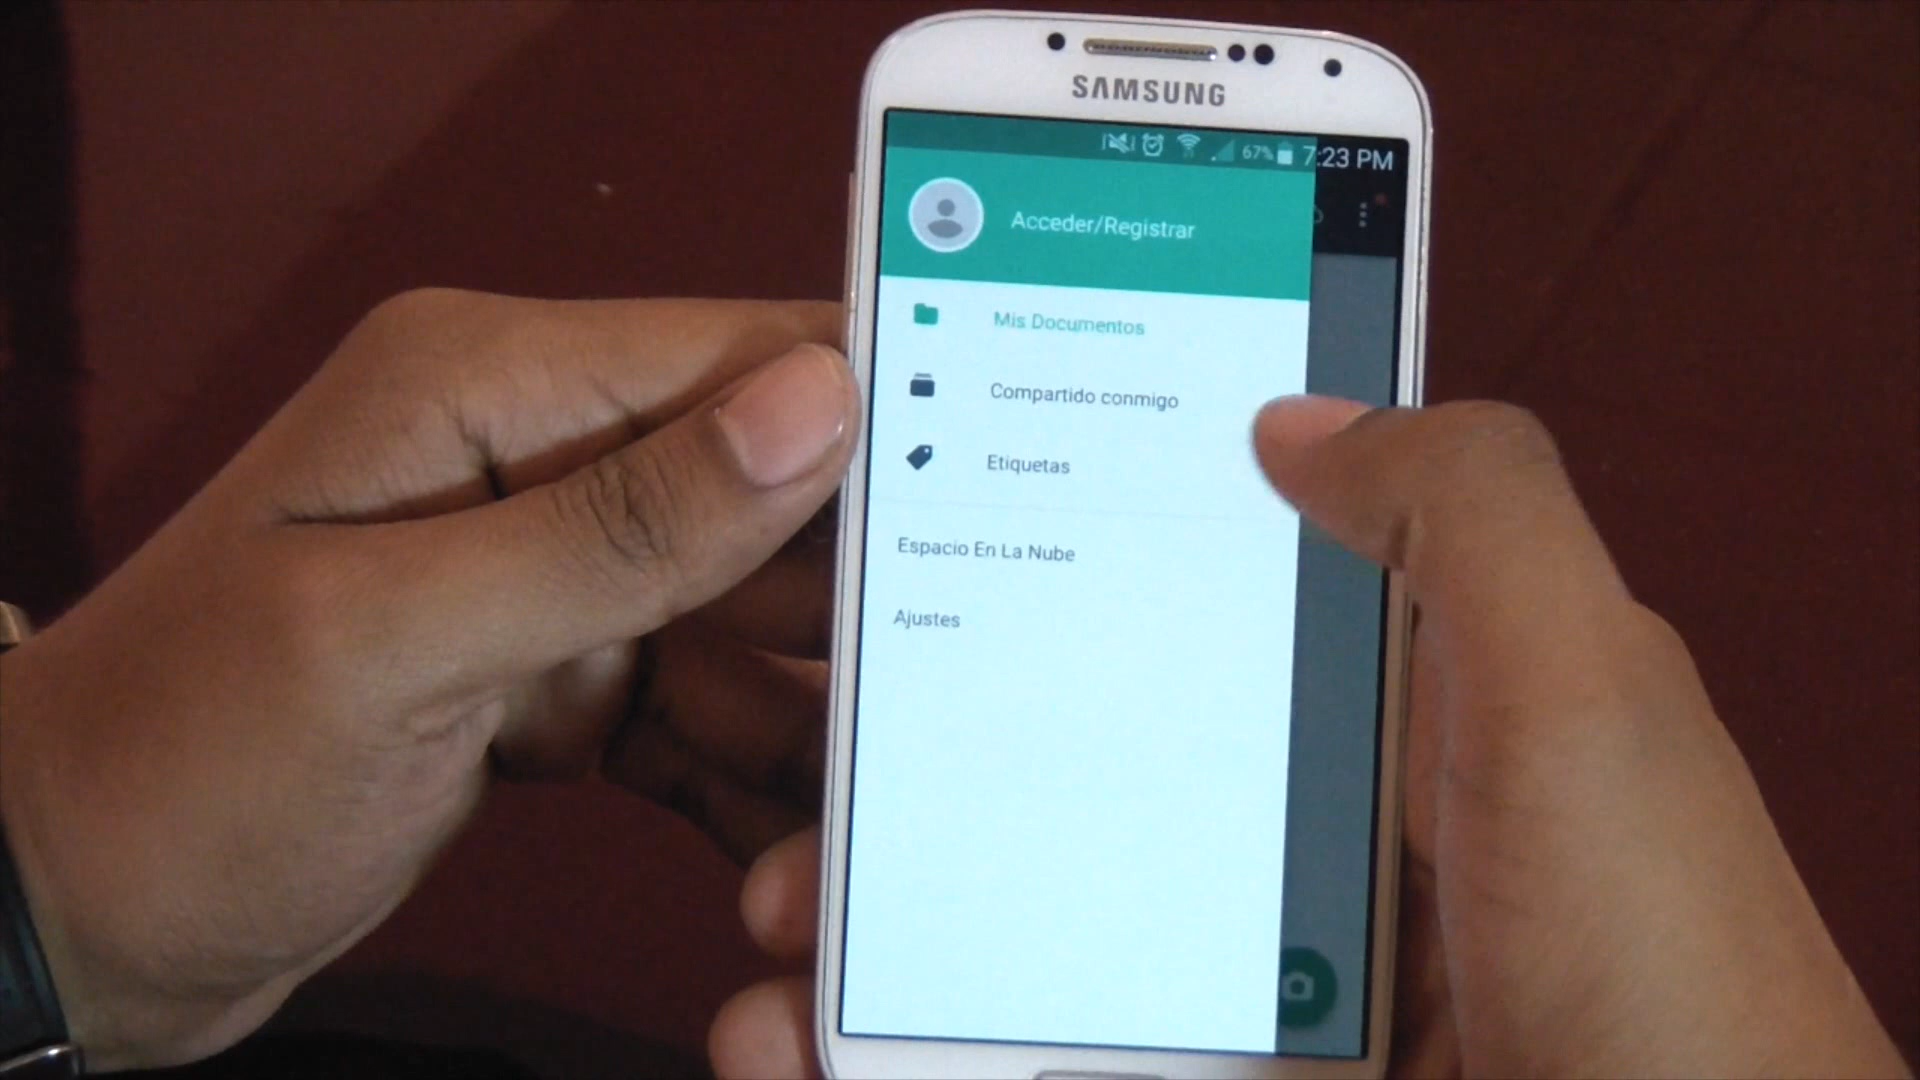 SAMSUNG
67% 7:23 PM
Acceder/Registrar
Mis Documentos
Compartido conmigo
Etiquetas
Espacio En La Nube
Ajustes